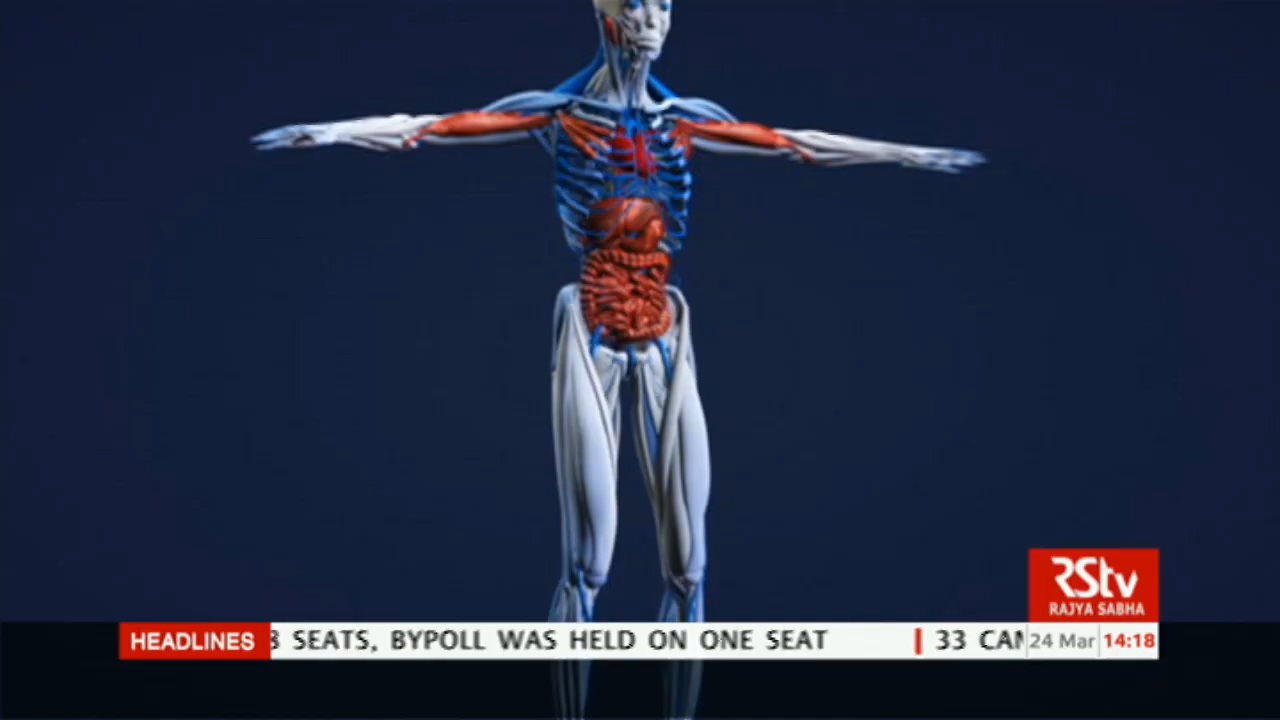 RStv
RAJYA SABHA
HEADLINES
SEATS, BYPOLL WAS HELD ON ONE SEAT
33
24 Mar
14:18